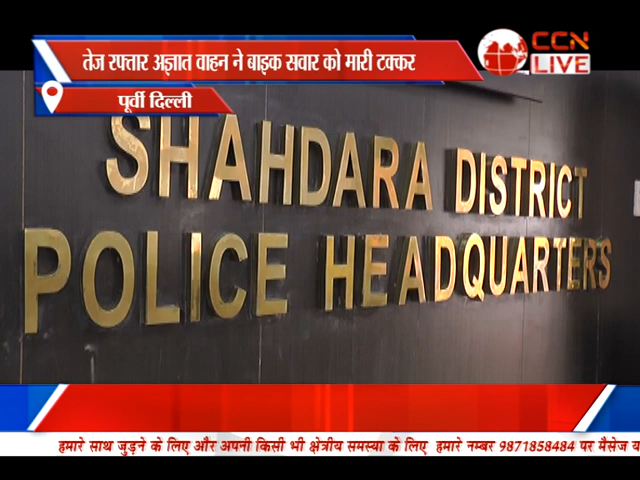 तेज रफ्तार अज्ञात वाहन ने बाइक सवार को मारी टक्कर
CCN
LIVE
पूर्वी दिल्ली
SHAHDARA DISTRICT
POLICE HEADQUARTERS
हमारे साथ जुड़ने के लिए और अपनी किसी भी क्षेत्रीय समस्या के लिए हमारे नम्बर 9871858484 पर मैसेज य